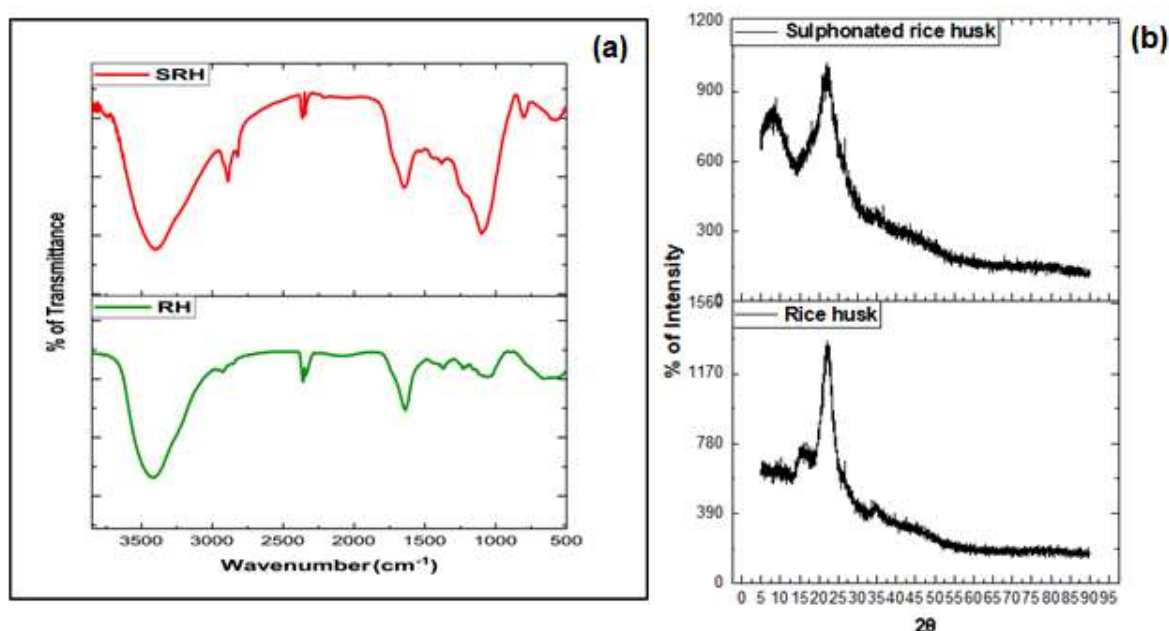 (a)
SRH
RH
% of Transmittance
3500 3000 2500 2000 1500 1000 500
Wavenumber (cm⁻¹)
(b)
Sulphonated rice husk
1200
900
600
300
0
Rice husk
1560
1170
780
390
0
% of Intensity
0 5 10 15 20 25 30 35 40 45 50 55 60 65 70 75 80 85 90 95
2θ